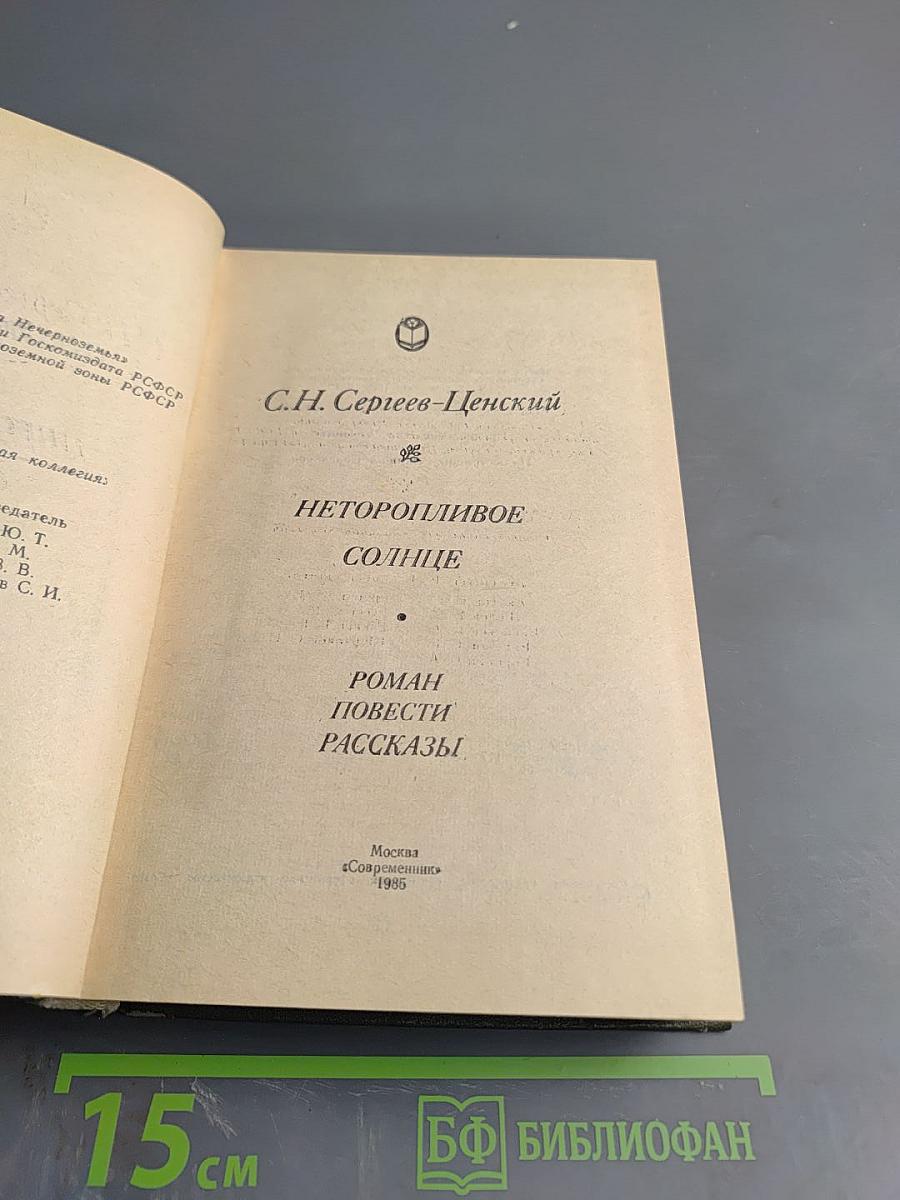 а Нечерноземья»
и Госкомиздата РСФСР
оземной зоны РСФСР
ая коллегия:
едатель
Ю. Т.
М.
В. В.
в С. И.
С.Н. Сергеев-Ценский
НЕТОРОПЛИВОЕ
СОЛНЦЕ
РОМАН
ПОВЕСТИ
РАССКАЗЫ
Москва
«Современник»
1985
15 см
БФ БИБЛИОФАН